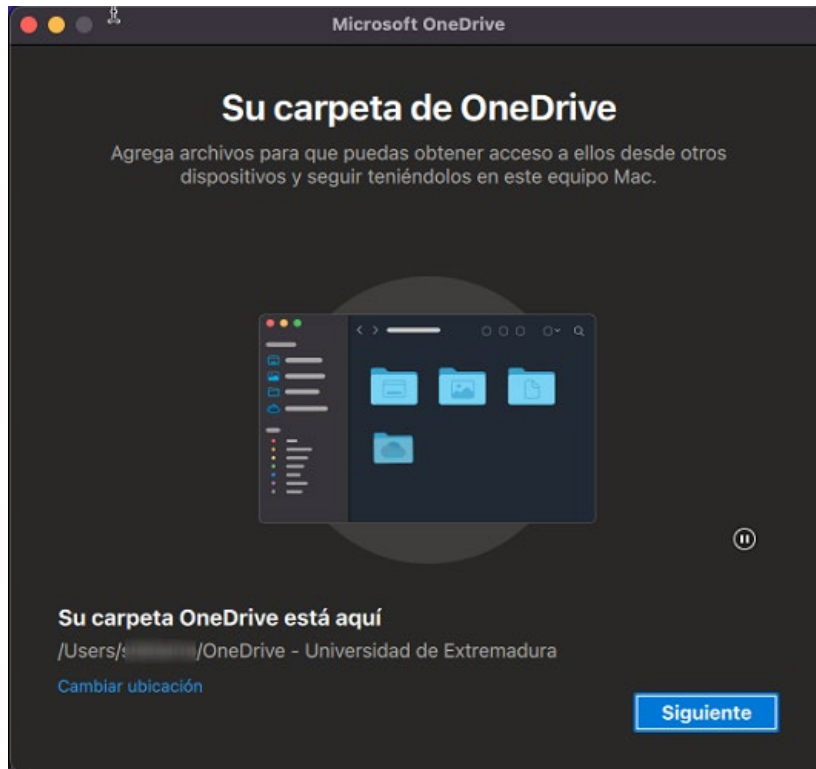 Microsoft OneDrive
Su carpeta de OneDrive
Agrega archivos para que puedas obtener acceso a ellos desde otros
dispositivos y seguir teniéndolos en este equipo Mac.
Su carpeta OneDrive está aquí
/Users/ /OneDrive - Universidad de Extremadura
Cambiar ubicación
Siguiente